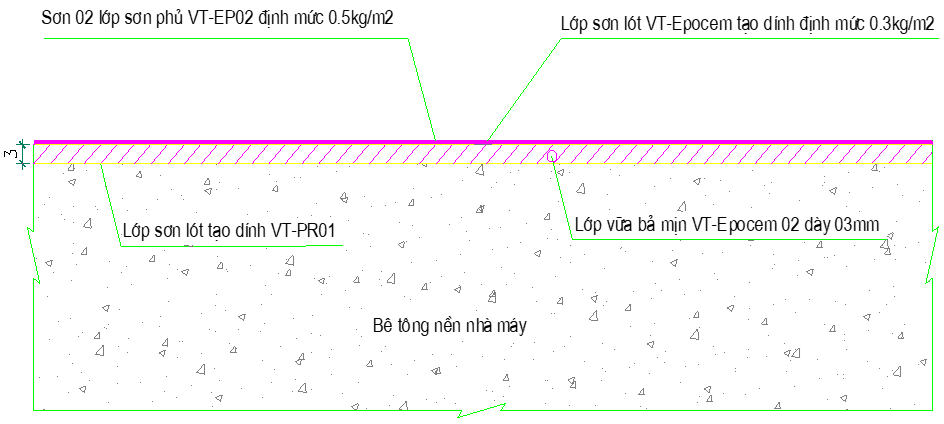 Sơn 02 lớp sơn phủ VT-EP02 định mức 0.5kg/m2
Lớp sơn lót VT-Epocem tạo dính định mức 0.3kg/m2
3
Lớp sơn lót tạo dính VT-PR01
Lớp vữa bả mịn VT-Epocem 02 dày 03mm
Bê tông nền nhà máy